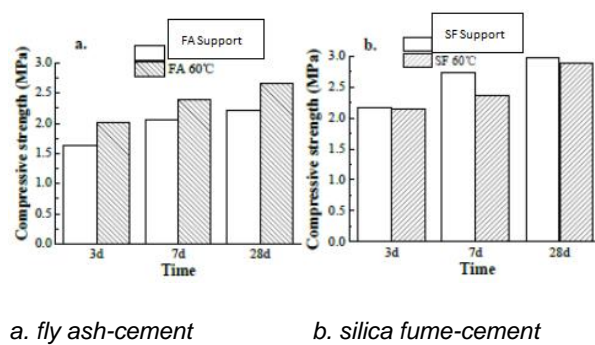 a.
FA Support
FA 60℃
Compressive strength (MPa)
3.0
2.5
2.0
1.5
1.0
0.5
0.0
3d
7d
28d
Time
b.
SF Support
SF 60℃
Compressive strength (MPa)
3.0
2.5
2.0
1.5
1.0
0.5
0.0
3d
7d
28d
Time
a. fly ash-cement
b. silica fume-cement